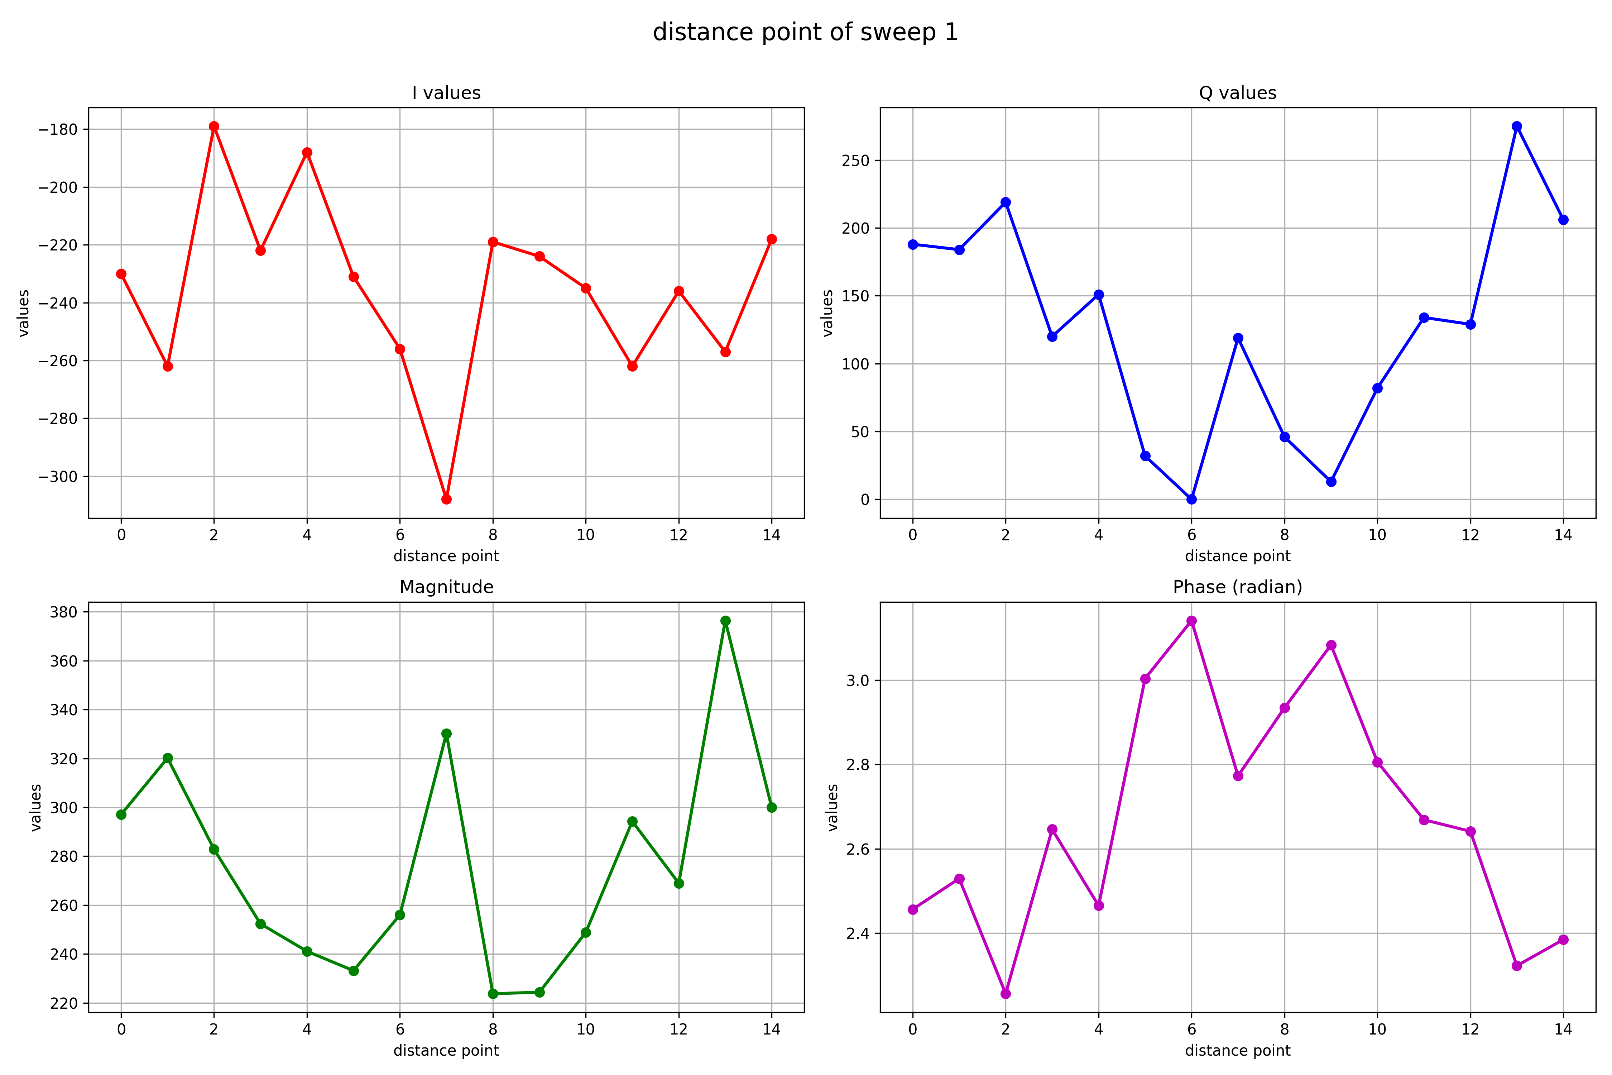 distance point of sweep 1
I values
−180
−200
−220
−240
−260
−280
−300
values
0 2 4 6 8 10 12 14
distance point
Q values
250
200
150
100
50
0
values
0 2 4 6 8 10 12 14
distance point
Magnitude
380
360
340
320
300
280
260
240
220
values
0 2 4 6 8 10 12 14
distance point
Phase (radian)
3.0
2.8
2.6
2.4
values
0 2 4 6 8 10 12 14
distance point